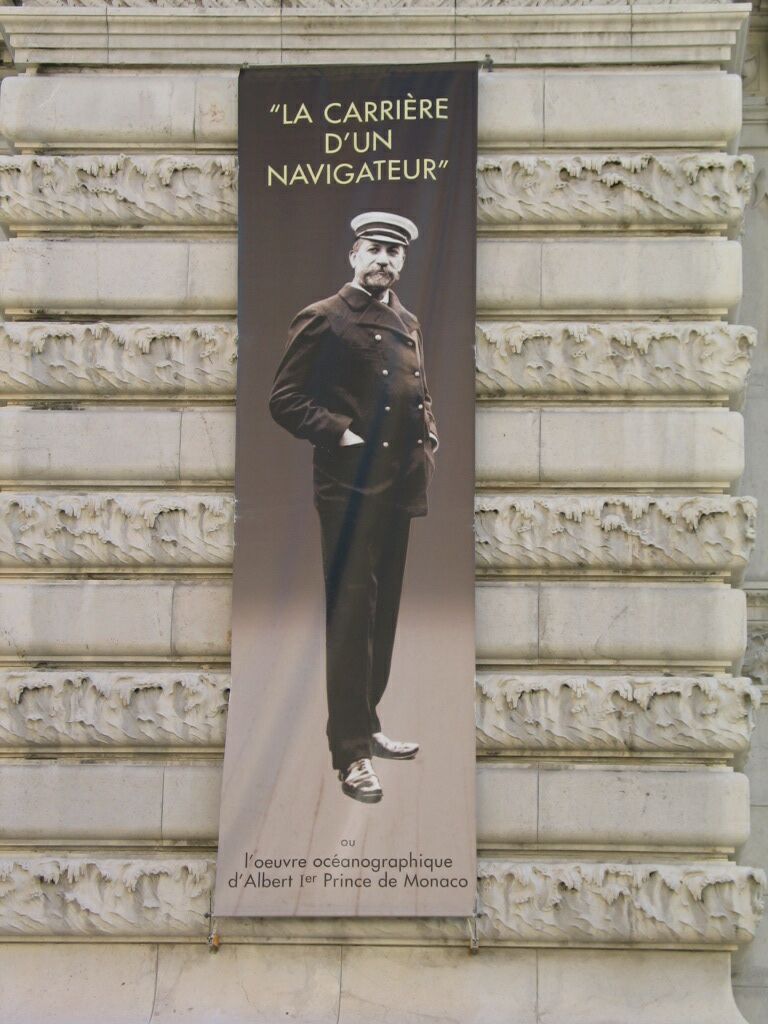 “LA CARRIÈRE
D’UN
NAVIGATEUR”
ou
l’oeuvre océanographique
d’Albert Ier Prince de Monaco